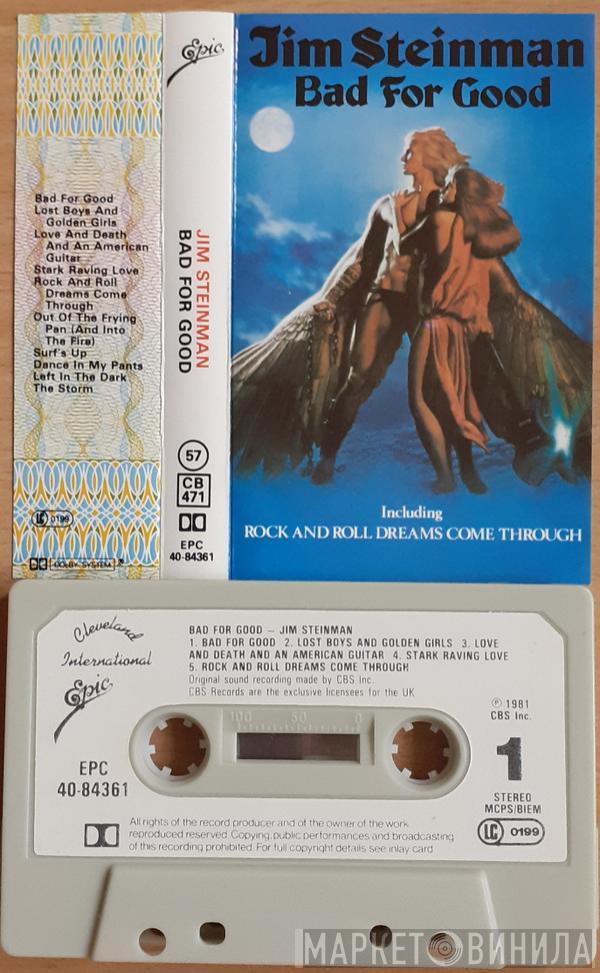 Epic
Jim Steinman
Bad For Good
Bad For Good
Lost Boys And
Golden Girls
Love And Death
And An American
Guitar
Stark Raving Love
Rock And Roll
Dreams Come
Through
Out Of The Frying
Pan (And Into
The Fire)
Surf's Up
Dance In My Pants
Left In The Dark
The Storm
LC 0199
DOLBY SYSTEM
JIM STEINMAN
BAD FOR GOOD
57
CB
471
EPC
40-84361
Including
ROCK AND ROLL DREAMS COME THROUGH
Cleveland
International
Epic
EPC
40-84361
BAD FOR GOOD – JIM STEINMAN
1. BAD FOR GOOD 2. LOST BOYS AND GOLDEN GIRLS 3. LOVE
AND DEATH AND AN AMERICAN GUITAR 4. STARK RAVING LOVE
5. ROCK AND ROLL DREAMS COME THROUGH
Original sound recording made by CBS Inc.
CBS Records are the exclusive licensees for the UK
℗ 1981
CBS Inc.
100 50 0
1
STEREO
MCPS/BIEM
LC 0199
All rights of the record producer and of the owner of the work
reproduced reserved. Copying, public performances and broadcasting
of this recording prohibited. For full copyright details see inlay card
МАРКЕТ ВИНИЛА